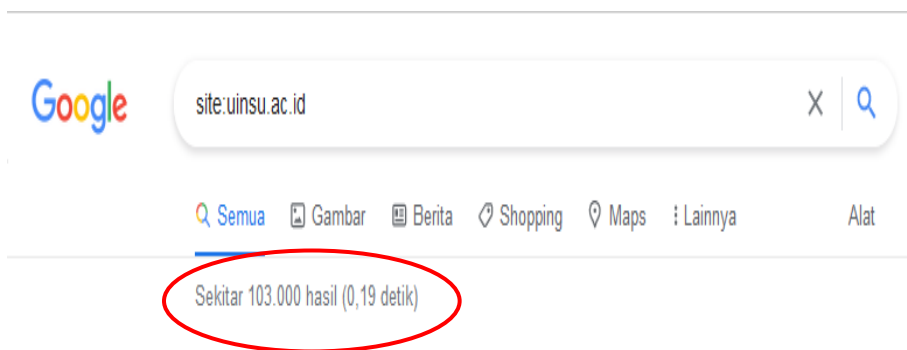 Google
site:uinsu.ac.id
Semua Gambar Berita Shopping Maps Lainnya Alat
Sekitar 103.000 hasil (0,19 detik)